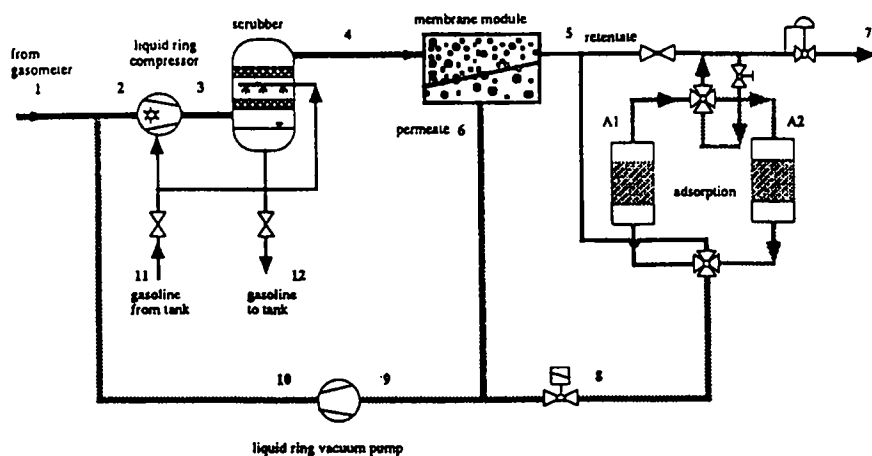 scrubber
4
membrane module
5
retentate
7
from
gasometer
1
liquid ring
compressor
2
3
permeate 6
A1
A2
adsorption
11
gasoline
from tank
12
gasoline
to tank
10
9
8
liquid ring vacuum pump